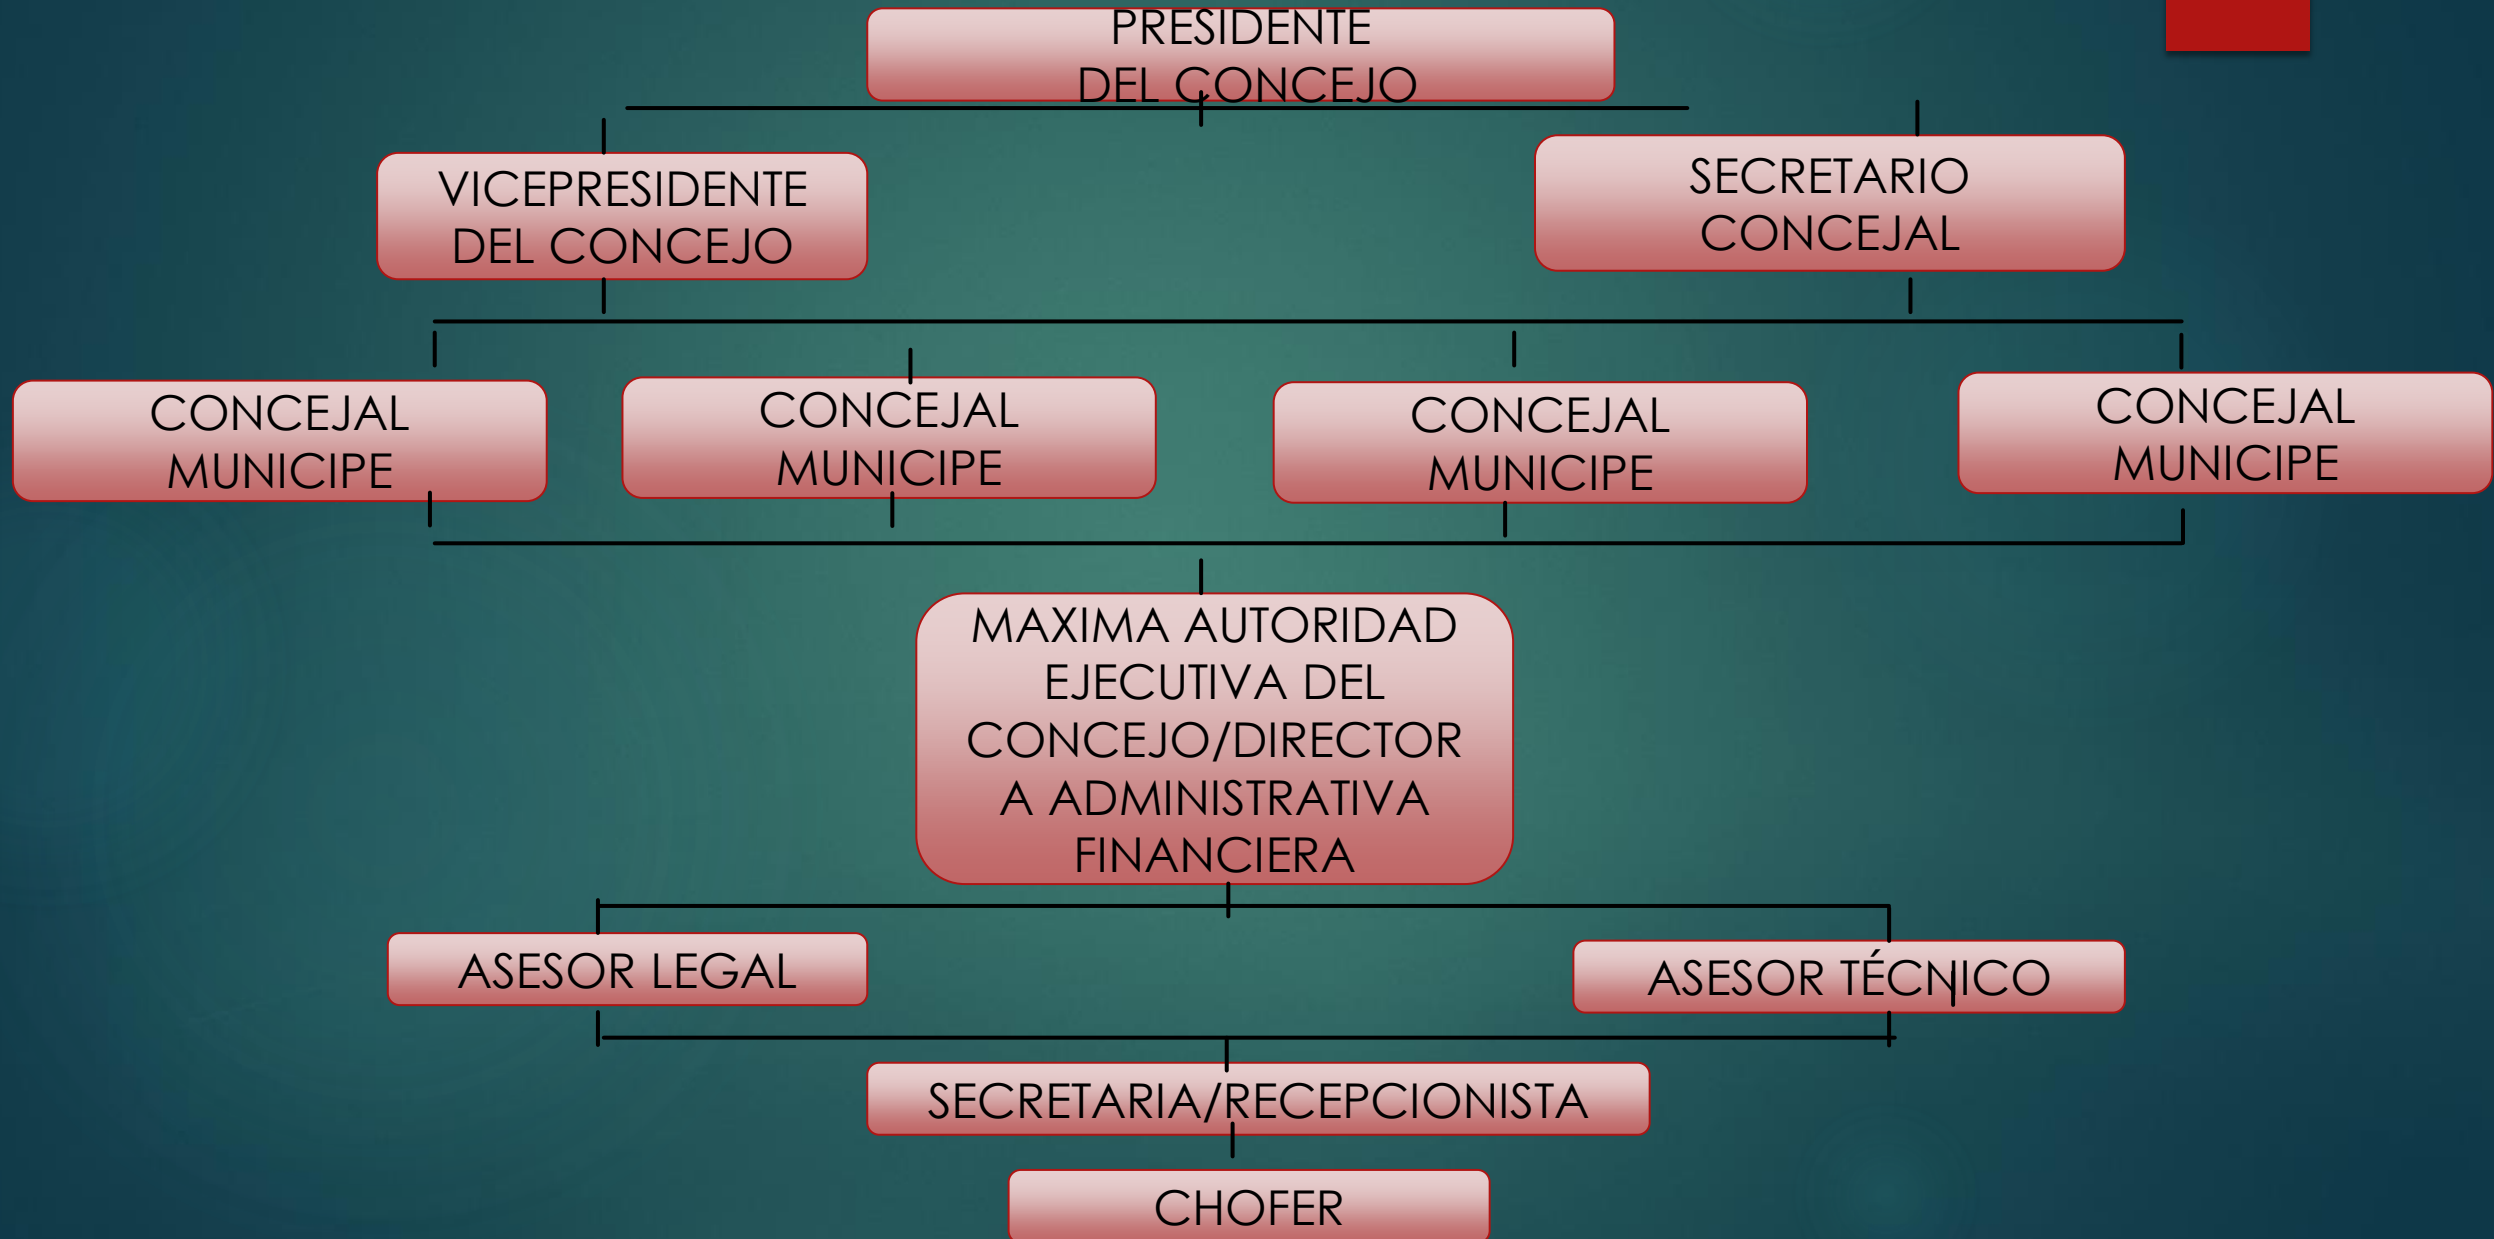 PRESIDENTE
DEL CONCEJO
VICEPRESIDENTE
DEL CONCEJO
SECRETARIO
CONCEJAL
CONCEJAL
MUNICIPE
CONCEJAL
MUNICIPE
CONCEJAL
MUNICIPE
CONCEJAL
MUNICIPE
MAXIMA AUTORIDAD
EJECUTIVA DEL
CONCEJO/DIRECTOR
A ADMINISTRATIVA
FINANCIERA
ASESOR LEGAL
ASESOR TÉCNICO
SECRETARIA/RECEPCIONISTA
CHOFER